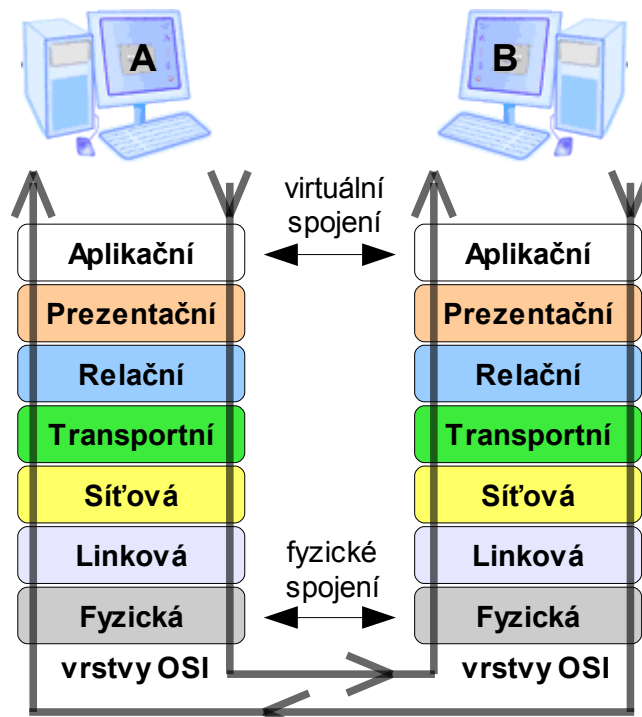 A
B
virtuální
spojení
Aplikační
Aplikační
Prezentační
Prezentační
Relační
Relační
Transportní
Transportní
Síťová
Síťová
Linková
Linková
fyzické
spojení
Fyzická
Fyzická
vrstvy OSI
vrstvy OSI